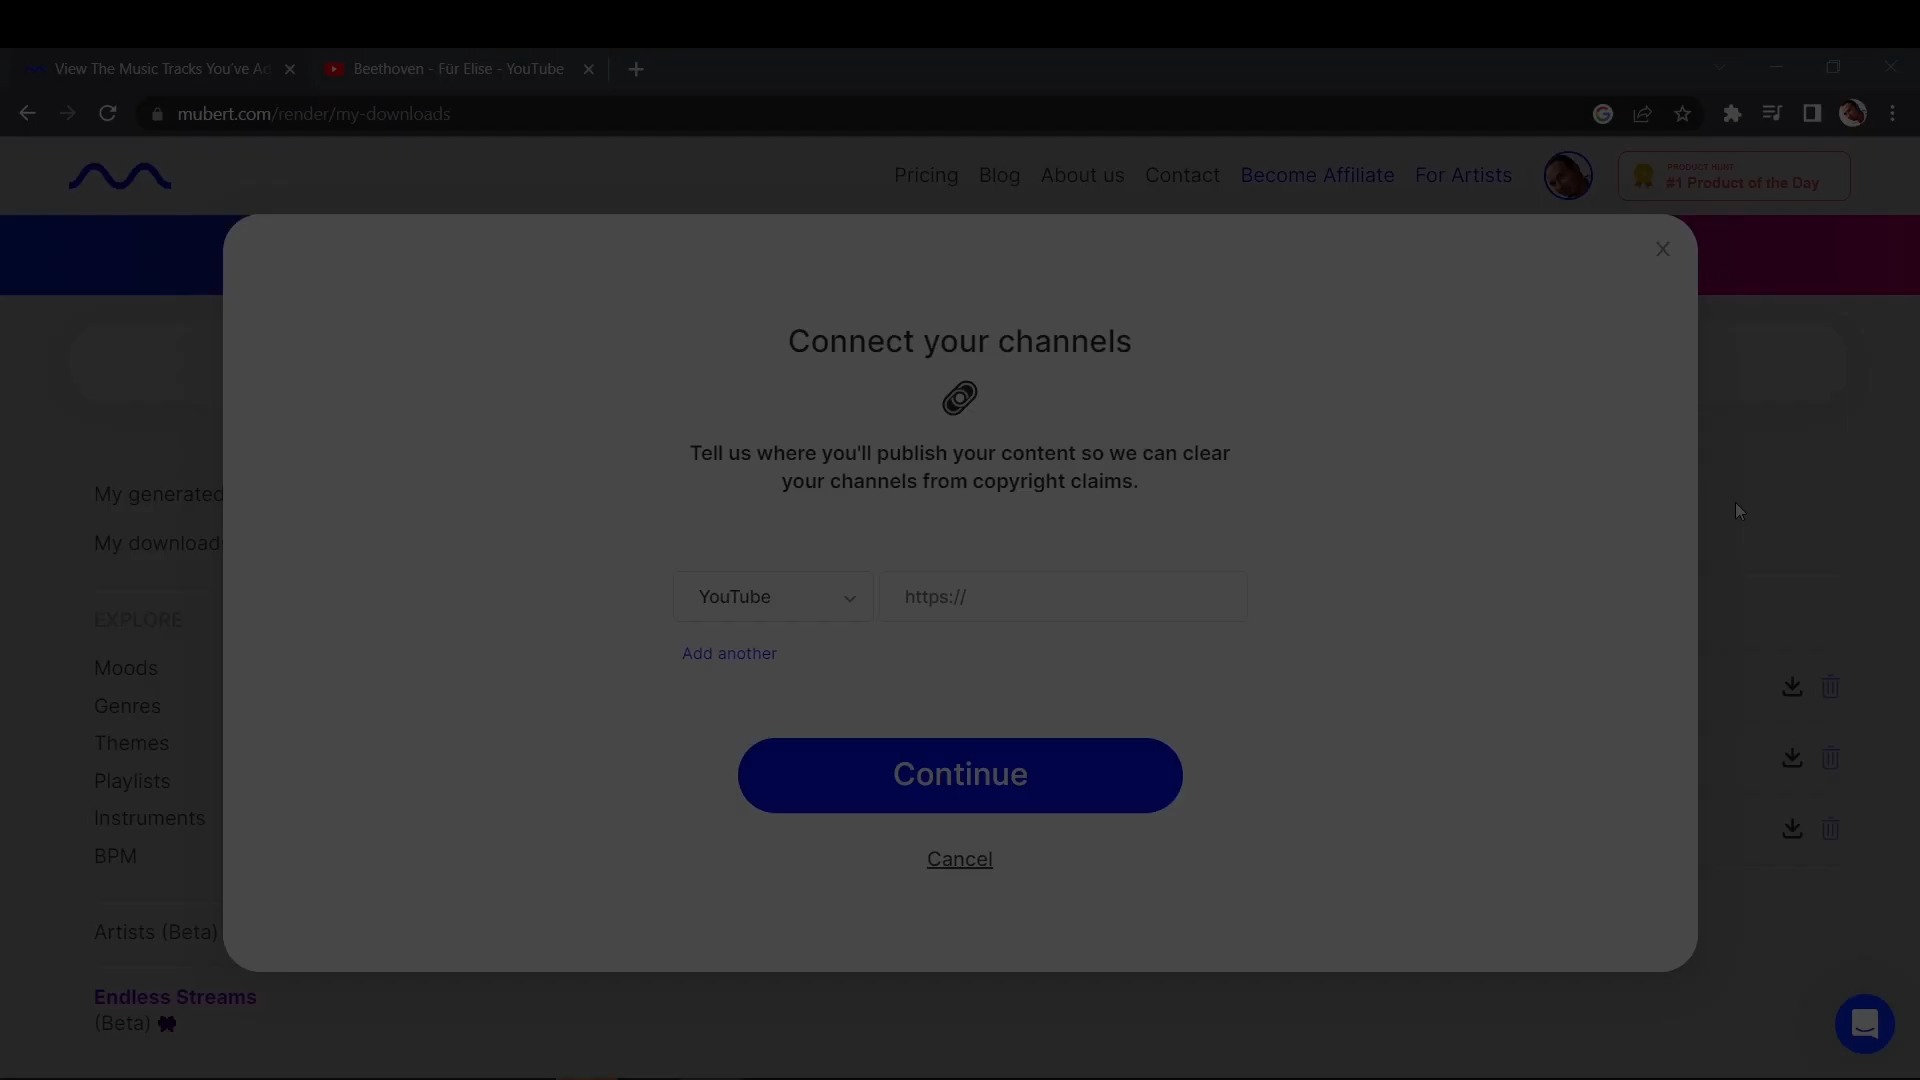 View The Music Tracks You've Ad
Beethoven - Für Elise - YouTube
mubert.com/render/my-downloads
Pricing
Blog
About us
Contact
Become Affiliate
For Artists
PRODUCT HUNT
#1 Product of the Day
Connect your channels
Tell us where you'll publish your content so we can clear
your channels from copyright claims.
My generated
My download
YouTube
https://
EXPLORE
Add another
Moods
Genres
Themes
Playlists
Continue
Instruments
BPM
Cancel
Artists (Beta)
Endless Streams
(Beta)